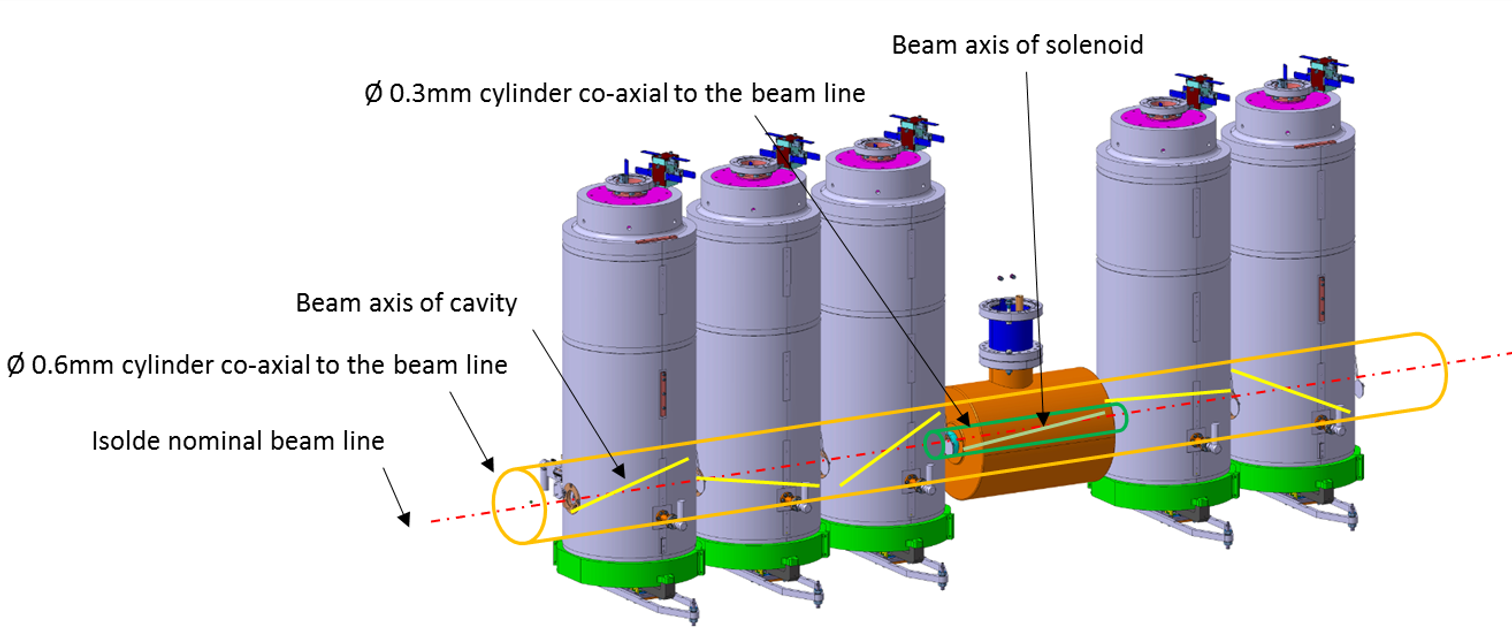 Beam axis of solenoid
Ø 0.3mm cylinder co-axial to the beam line
Beam axis of cavity
Ø 0.6mm cylinder co-axial to the beam line
Isolde nominal beam line